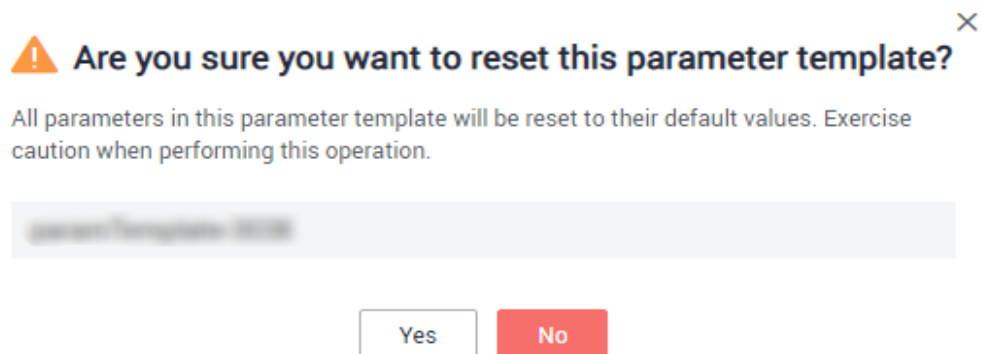 Are you sure you want to reset this parameter template?
All parameters in this parameter template will be reset to their default values. Exercise
caution when performing this operation.
Yes No